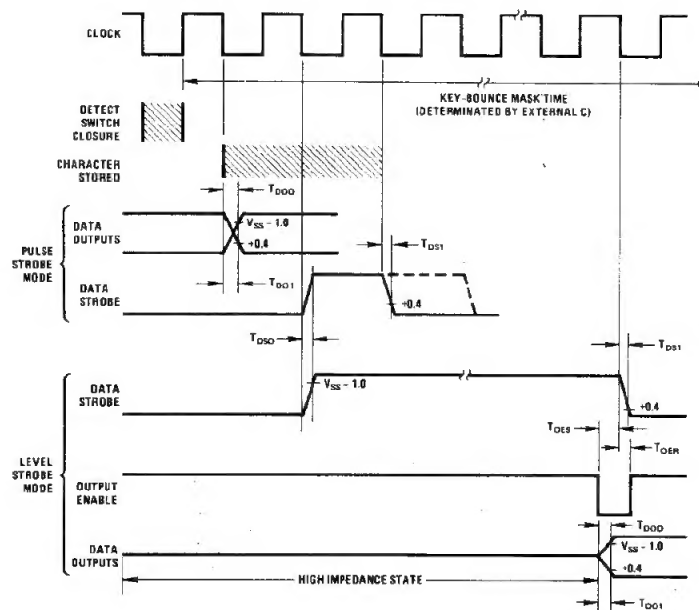 CLOCK
KEY-BOUNCE MASK TIME
(DETERMINATED BY EXTERNAL C)
DETECT
SWITCH
CLOSURE
CHARACTER
STORED
TDOO
PULSE
STROBE
MODE
DATA
OUTPUTS
VSS – 1.0
+0.4
TDO1
TDS1
DATA
STROBE
+0.4
TDSO
TDS1
DATA
STROBE
VSS – 1.0
+0.4
TOES
TOER
LEVEL
STROBE
MODE
OUTPUT
ENABLE
TDOO
DATA
OUTPUTS
VSS – 1.0
+0.4
HIGH IMPEDANCE STATE
TDO1